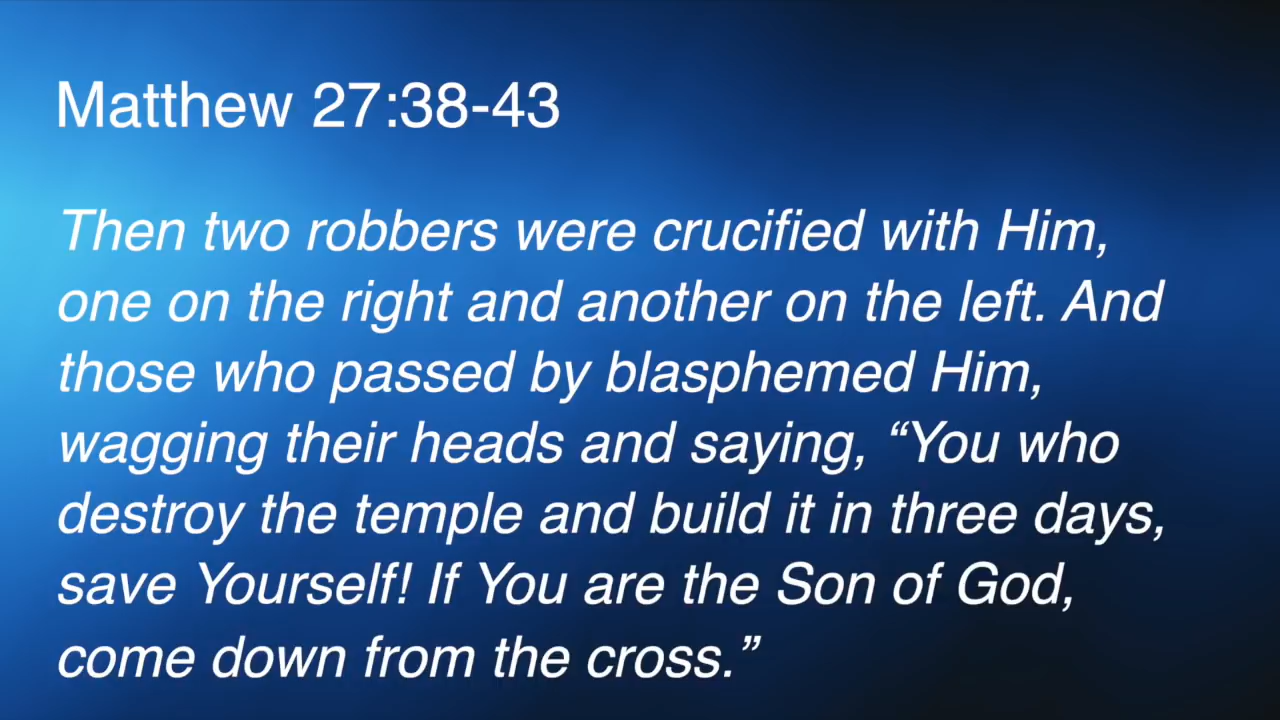 Matthew 27:38-43
Then two robbers were crucified with Him,
one on the right and another on the left. And
those who passed by blasphemed Him,
wagging their heads and saying, “You who
destroy the temple and build it in three days,
save Yourself! If You are the Son of God,
come down from the cross.”